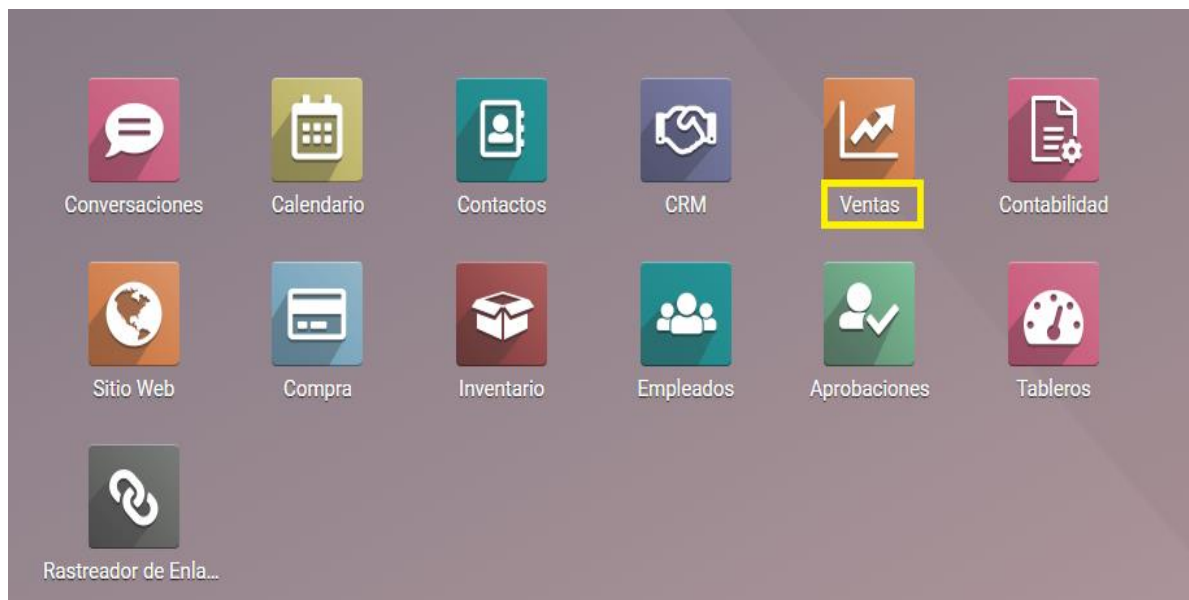 Conversaciones
Calendario
Contactos
CRM
Ventas
Contabilidad
Sitio Web
Compra
Inventario
Empleados
Aprobaciones
Tableros
Rastreador de Enla...